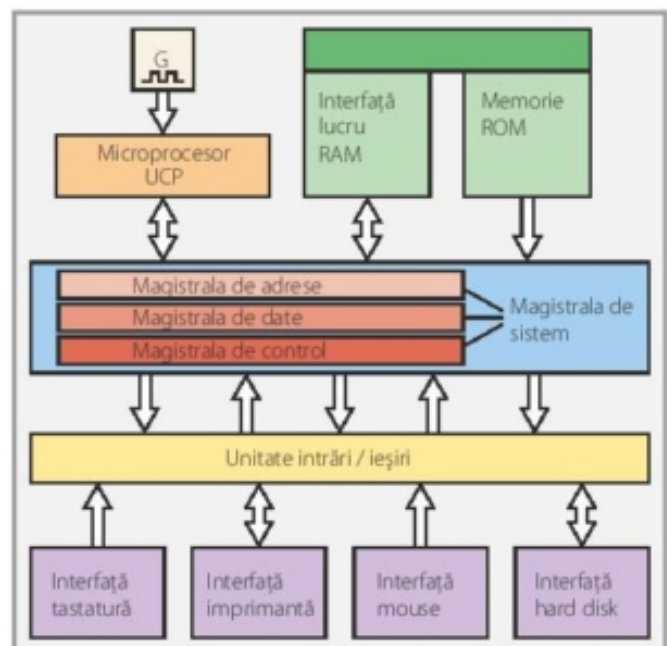 G
Interfață
lucru
RAM
Memorie
ROM
Microprocesor
UCP
Magistrala de adrese
Magistrala de date
Magistrala de control
Magistrala de
sistem
Unitate intrări / ieșiri
Interfață
tastatură
Interfață
imprimantă
Interfață
mouse
Interfață
hard disk